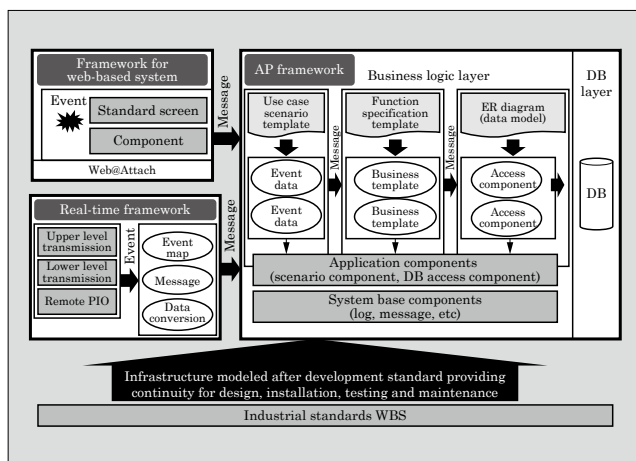 Framework for
web-based system
Event
Standard screen
Component
Web@Attach
Message
Real-time framework
Upper level
transmission
Lower level
transmission
Remote PIO
Event
Event
map
Message
Data
conversion
Message
AP framework
Business logic layer
Use case
scenario
template
Event
data
Event
data
Message
Function
specification
template
Business
template
Business
template
Message
ER diagram
(data model)
Access
component
Access
component
DB
layer
DB
Application components
(scenario component, DB access component)
System base components
(log, message, etc)
Infrastructure modeled after development standard providing
continuity for design, installation, testing and maintenance
Industrial standards WBS